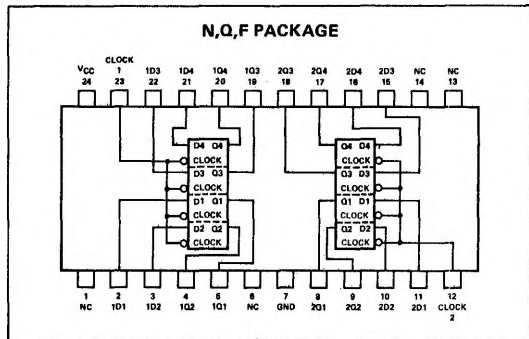 N,Q,F PACKAGE
VCC CLOCK 1 1D3 1D4 1Q4 1Q3 2Q3 2Q4 2D4 2D3 NC NC
24 23 22 21 20 19 18 17 16 15 14 13
D4 Q4
CLOCK
D3 Q3
CLOCK
D1 Q1
CLOCK
D2 Q2
CLOCK
Q4 D4
CLOCK
Q3 D3
CLOCK
Q1 D1
CLOCK
Q2 D2
CLOCK
1 2 3 4 5 6 7 8 9 10 11 12
NC 1D1 1D2 1Q2 1Q1 NC GND 2Q1 2Q2 2D2 2D1 CLOCK 2